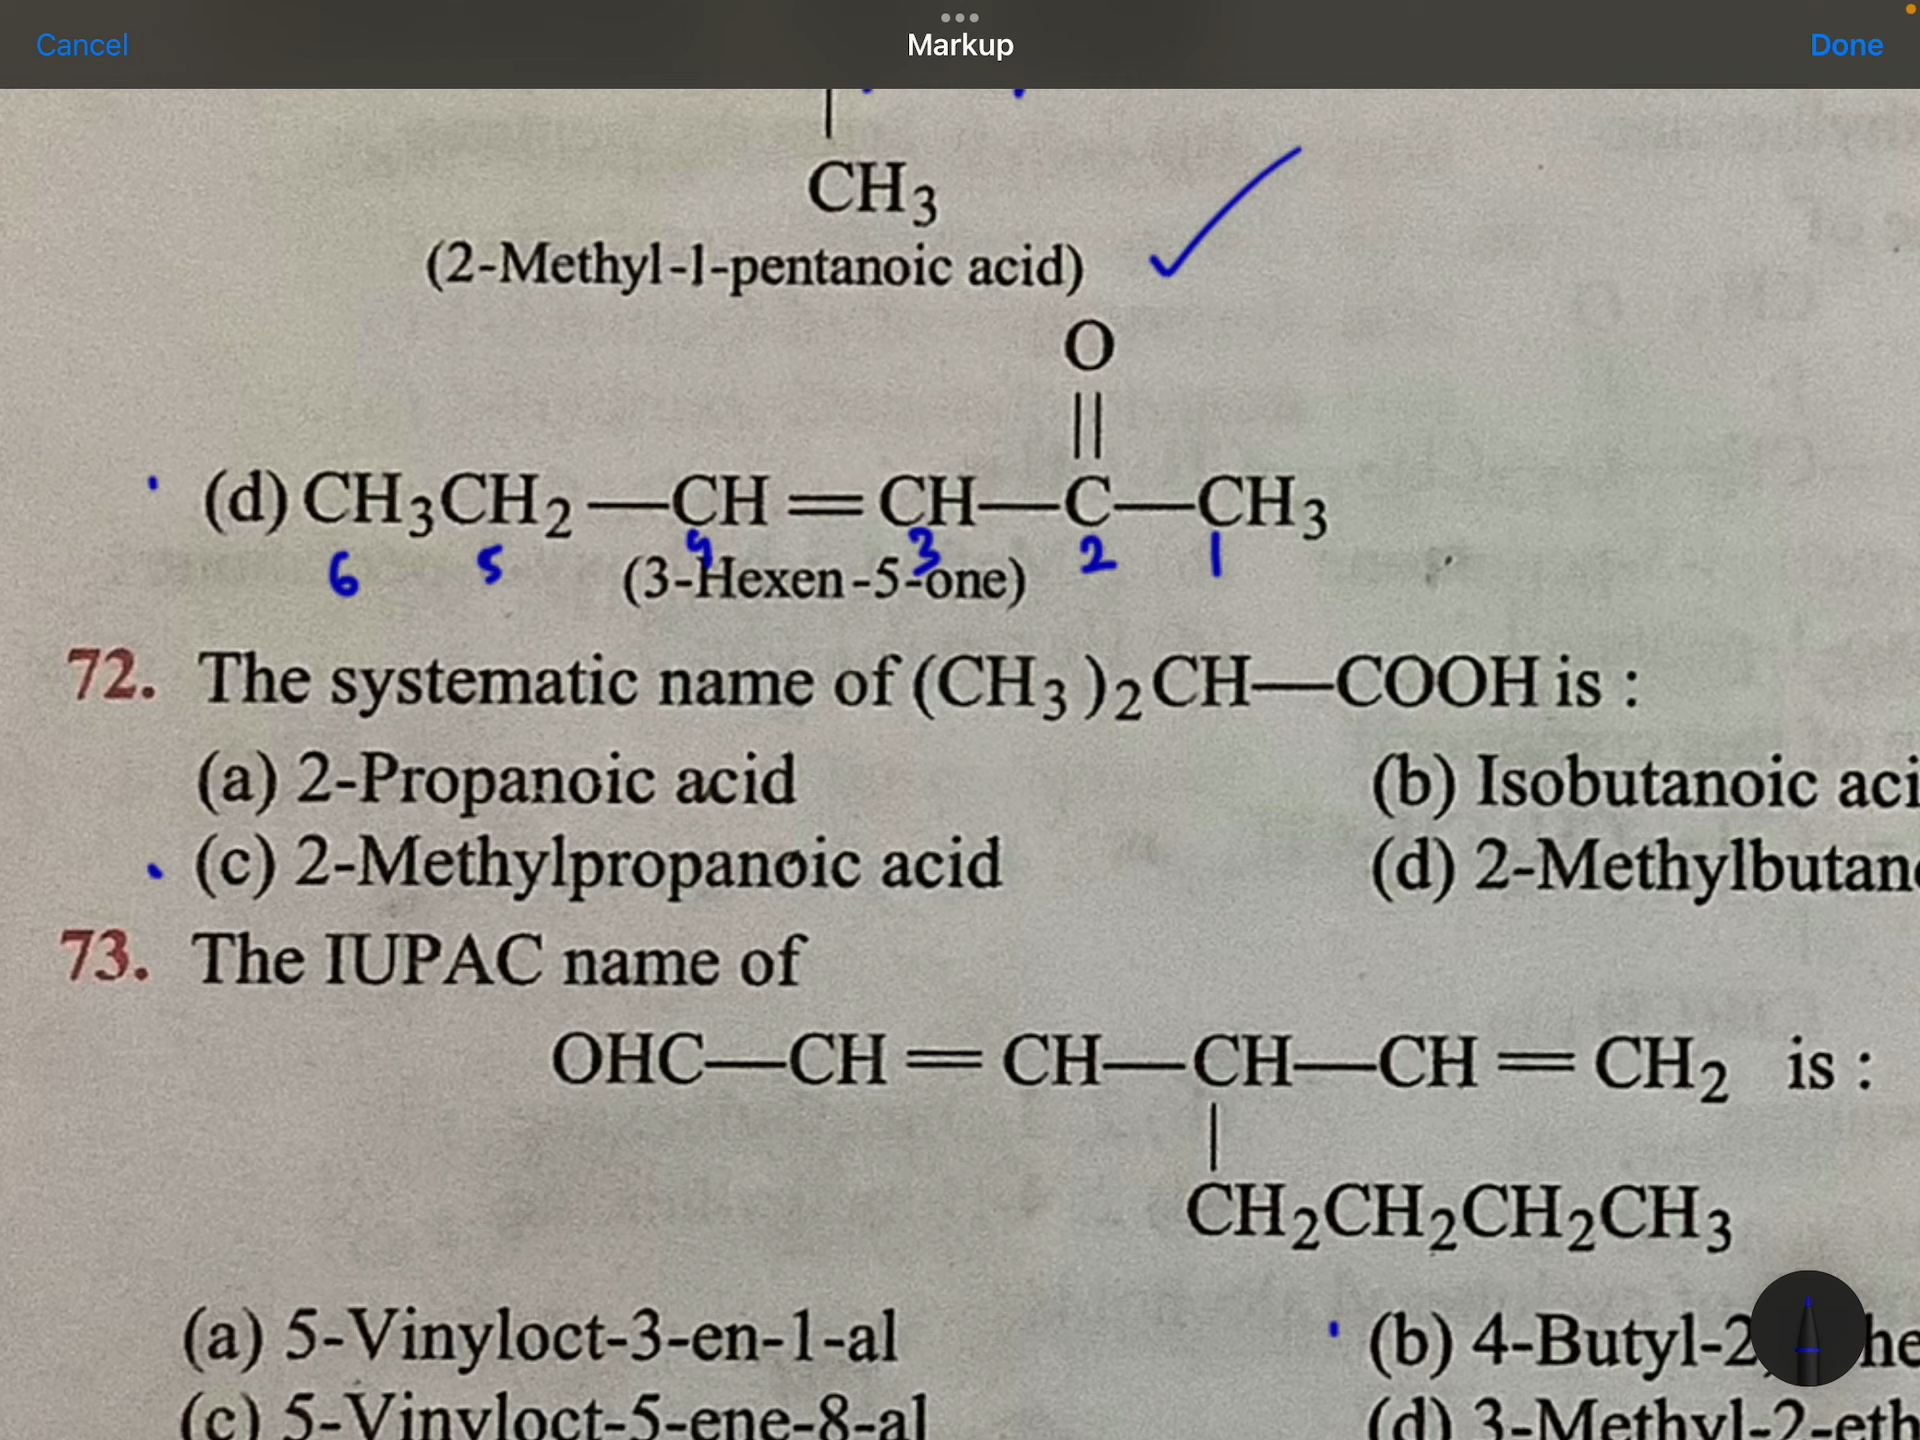 Cancel
Markup
Done
CH3
(2-Methyl-1-pentanoic acid)
O
(d) CH3CH2—CH=CH—C—CH3
6 5 4 3 2 1
(3-Hexen-5-one)
72. The systematic name of (CH3)2CH—COOH is :
(a) 2-Propanoic acid
(b) Isobutanoic aci
(c) 2-Methylpropanoic acid
(d) 2-Methylbutan
73. The IUPAC name of
OHC—CH=CH—CH—CH=CH2 is :
CH2CH2CH2CH3
(a) 5-Vinyloct-3-en-1-al
(b) 4-Butyl-2, he
(c) 5-Vinyloct-5-ene-8-al
(d) 3-Methyl-2-eth